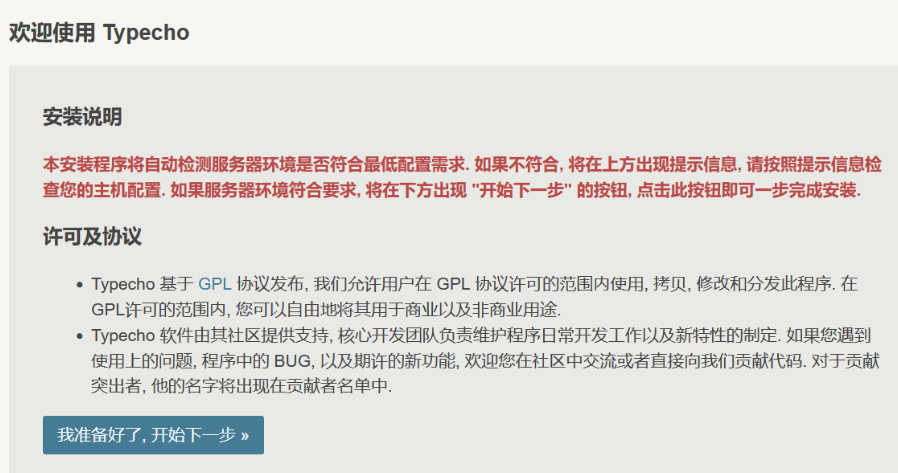 欢迎使用 Typecho
安装说明
本安装程序将自动检测服务器环境是否符合最低配置需求. 如果不符合, 将在上方出现提示信息, 请按照提示信息检
查您的主机配置. 如果服务器环境符合要求, 将在下方出现 "开始下一步" 的按钮, 点击此按钮即可一步完成安装.
许可及协议
• Typecho 基于 GPL 协议发布, 我们允许用户在 GPL 协议许可的范围内使用, 拷贝, 修改和分发此程序. 在
GPL许可的范围内, 您可以自由地将其用于商业以及非商业用途.
• Typecho 软件由其社区提供支持, 核心开发团队负责维护程序日常开发工作以及新特性的制定. 如果您遇到
使用上的问题, 程序中的 BUG, 以及期许的新功能, 欢迎您在社区中交流或者直接向我们贡献代码. 对于贡献
突出者, 他的名字将出现在贡献者名单中.
我准备好了, 开始下一步 »